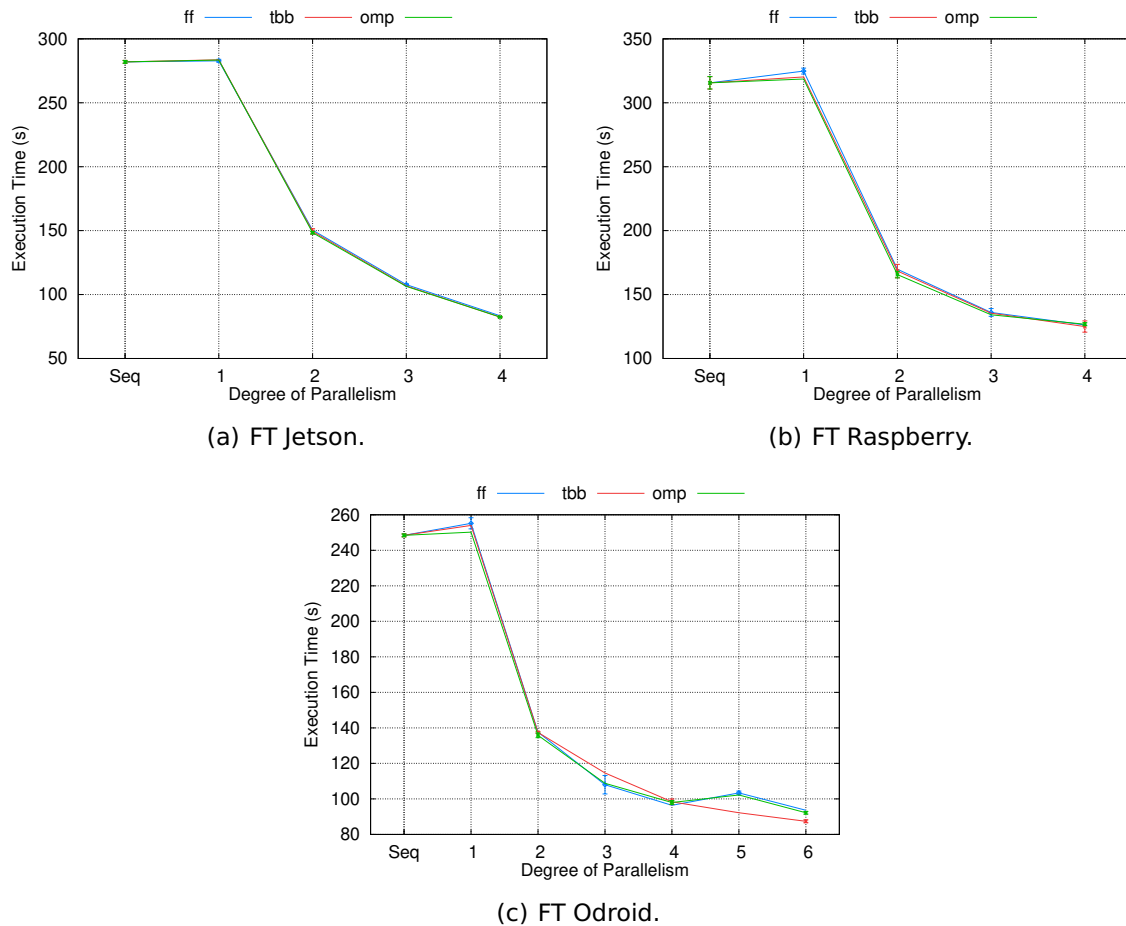 ff tbb omp
300
250
200
150
100
50
Execution Time (s)
Seq 1 2 3 4
Degree of Parallelism
(a) FT Jetson.
ff tbb omp
350
300
250
200
150
100
Execution Time (s)
Seq 1 2 3 4
Degree of Parallelism
(b) FT Raspberry.
ff tbb omp
260
240
220
200
180
160
140
120
100
80
Execution Time (s)
Seq 1 2 3 4 5 6
Degree of Parallelism
(c) FT Odroid.